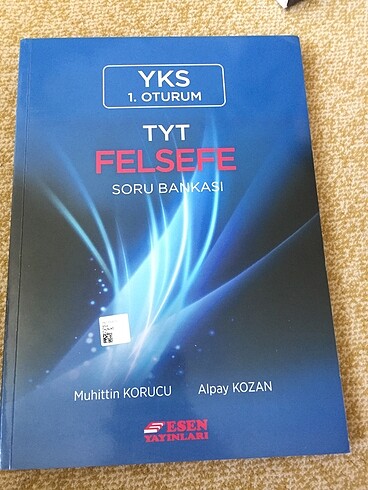 YKS
1. OTURUM
TYT
FELSEFE
SORU BANKASI
Muhittin KORUCU Alpay KOZAN
ESEN
YAYINLARI